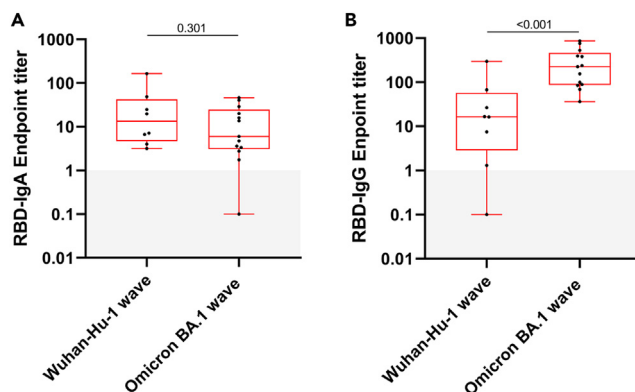 A
0.301
RBD-IgA Endpoint titer
1000
100
10
1
0.1
0.01
Wuhan-Hu-1 wave
Omicron BA.1 wave
B
<0.001
RBD-IgG Enpoint titer
1000
100
10
1
0.1
0.01
Wuhan-Hu-1 wave
Omicron BA.1 wave